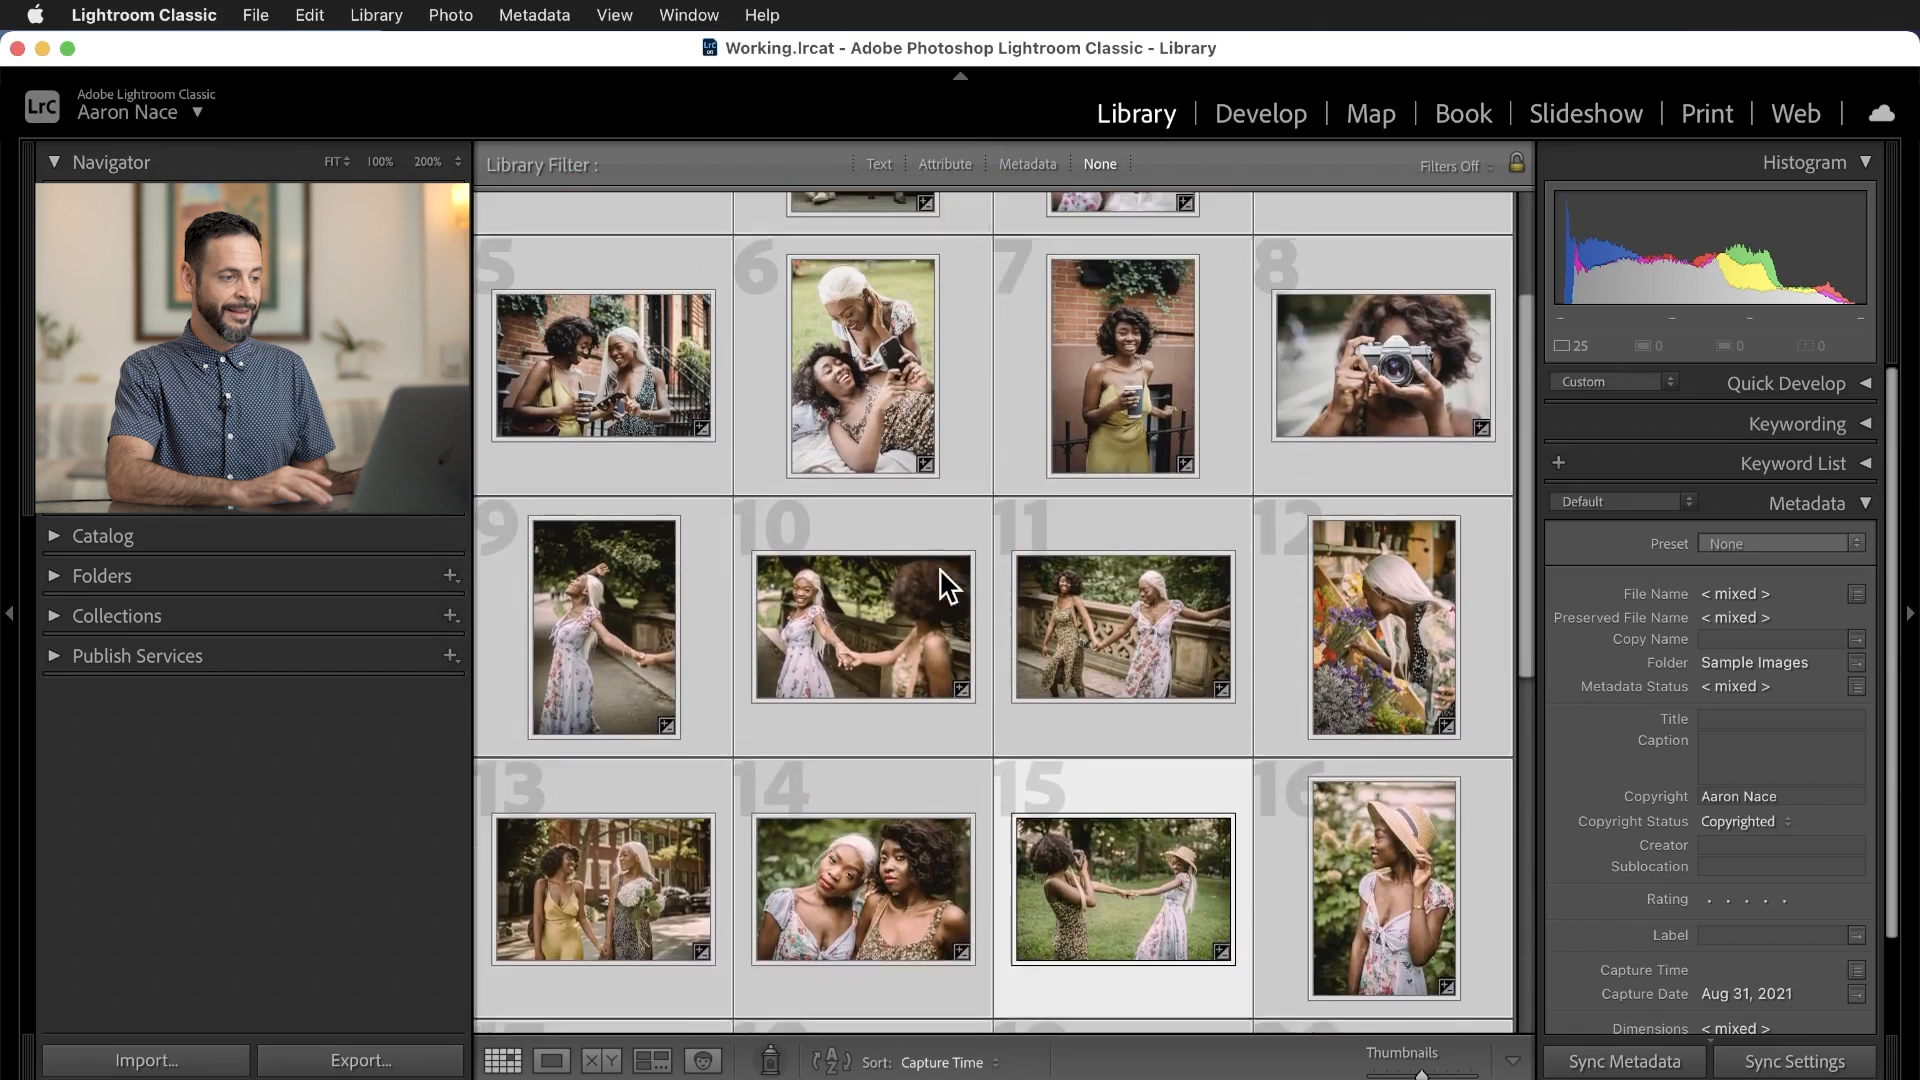 Lightroom Classic File Edit Library Photo Metadata View Window Help
Working.lrcat - Adobe Photoshop Lightroom Classic - Library
LrC
Adobe Lightroom Classic
Aaron Nace
Library | Develop | Map | Book | Slideshow | Print | Web
Navigator FIT 100% 200%
Library Filter : Text Attribute Metadata None Filters Off
Histogram
25 0 0 0
Custom Quick Develop
Keywording
+ Keyword List
Default Metadata
Preset None
File Name < mixed >
Preserved File Name < mixed >
Copy Name
Folder Sample Images
Metadata Status < mixed >
Title
Caption
Copyright Aaron Nace
Copyright Status Copyrighted
Creator
Sublocation
Rating . . . . .
Label
Capture Time
Capture Date Aug 31, 2021
Dimensions < mixed >
Sync Metadata Sync Settings
Catalog
Folders +
Collections +
Publish Services +
5 6 7 8
9 10 11 12
13 14 15 16
Import... Export...
XY
Sort: Capture Time
Thumbnails